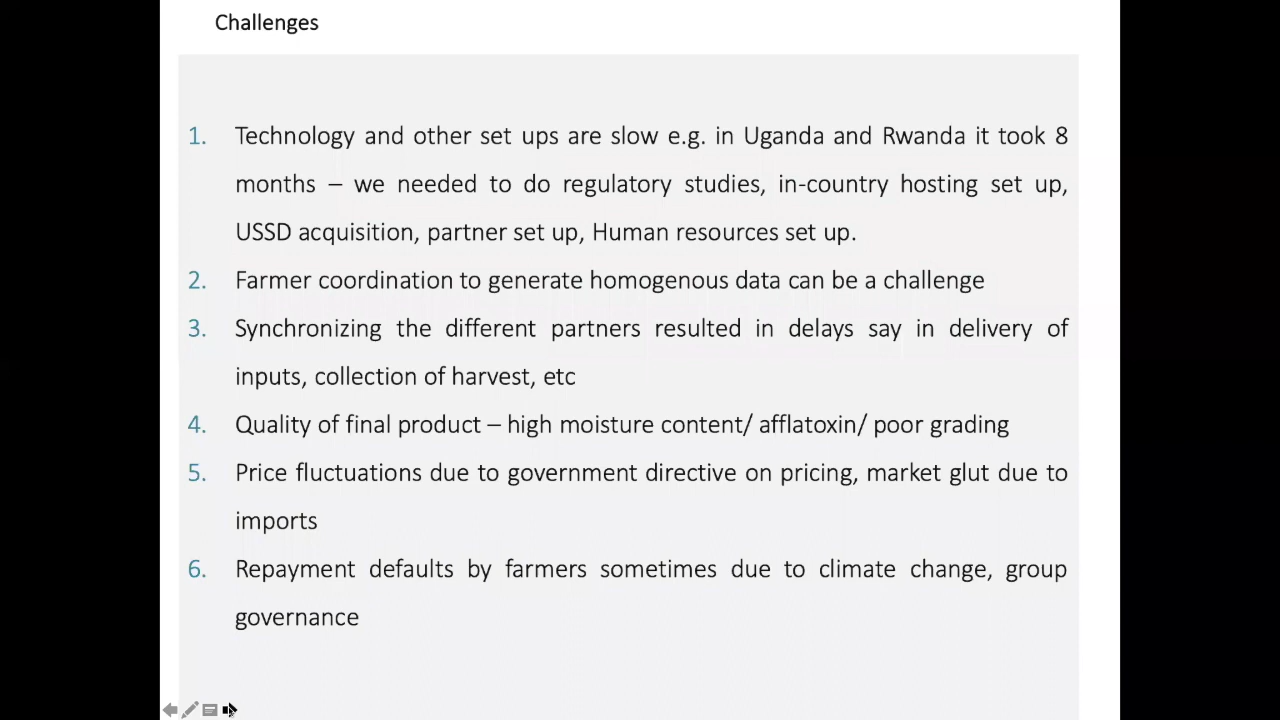 Challenges
1. Technology and other set ups are slow e.g. in Uganda and Rwanda it took 8
months – we needed to do regulatory studies, in-country hosting set up,
USSD acquisition, partner set up, Human resources set up.
2. Farmer coordination to generate homogenous data can be a challenge
3. Synchronizing the different partners resulted in delays say in delivery of
inputs, collection of harvest, etc
4. Quality of final product – high moisture content/ afflatoxin/ poor grading
5. Price fluctuations due to government directive on pricing, market glut due to
imports
6. Repayment defaults by farmers sometimes due to climate change, group
governance